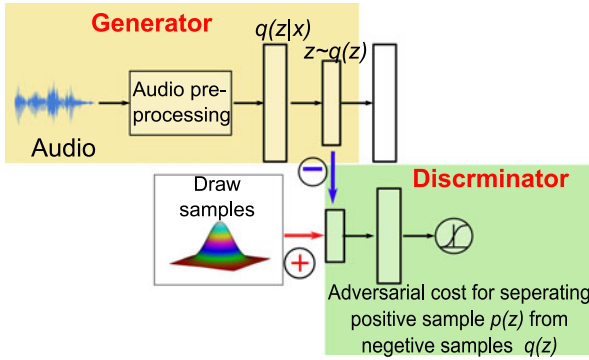 Generator
q(z|x)
z~q(z)
Audio pre-
processing
Audio
Draw
samples
−
+
Discrminator
Adversarial cost for seperating
positive sample p(z) from
negetive samples q(z)